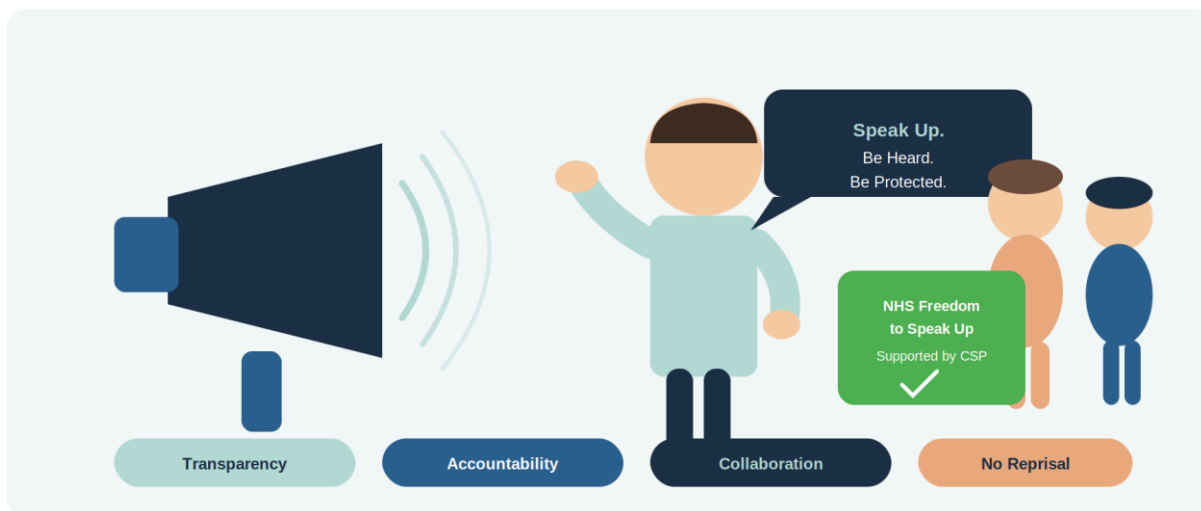 Speak Up.
Be Heard.
Be Protected.
NHS Freedom
to Speak Up
Supported by CSP
Transparency
Accountability
Collaboration
No Reprisal